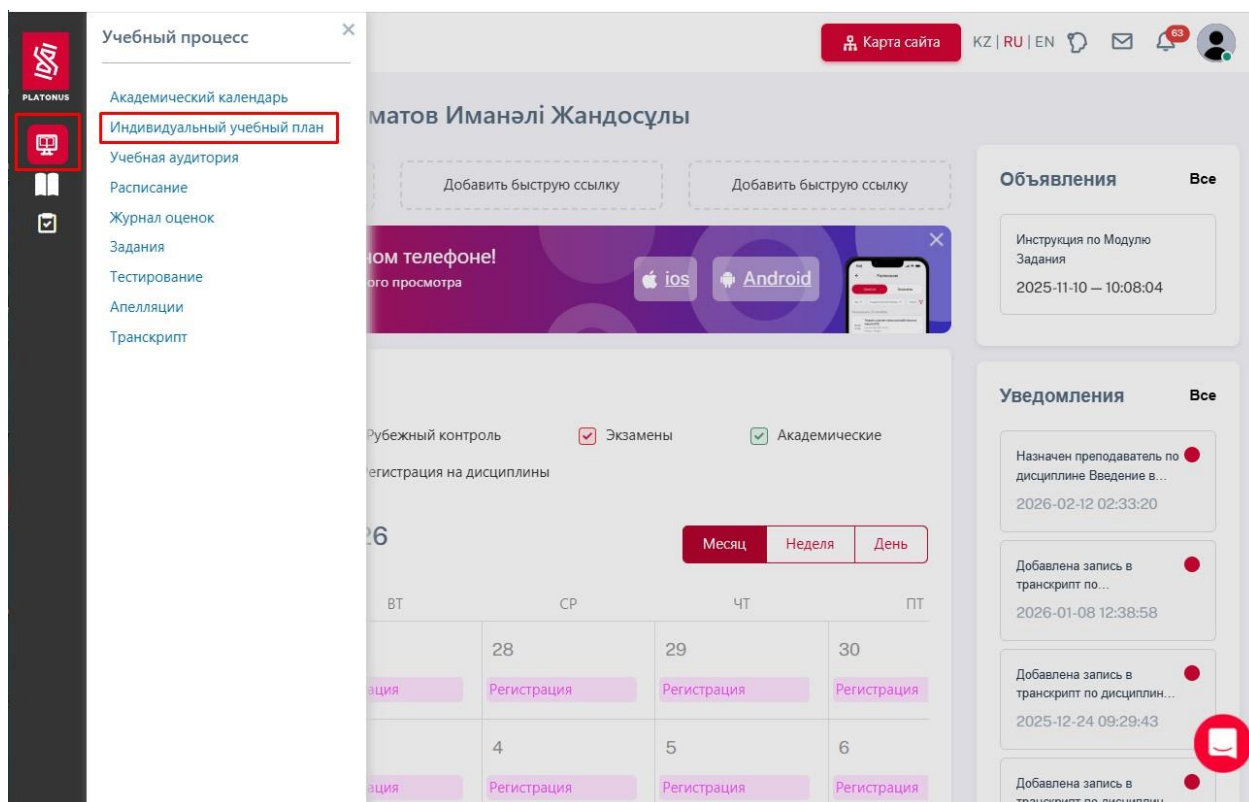 PLATONUS
Учебный процесс
Академический календарь
Индивидуальный учебный план
Учебная аудитория
Расписание
Журнал оценок
Задания
Тестирование
Апелляции
Транскрипт
Карта сайта
KZ | RU | EN
63
матов Иманәлі Жандосұлы
Добавить быструю ссылку
Добавить быструю ссылку
ном телефоне!
ого просмотра
ios
Android
Рубежный контроль
Экзамены
Академические
егистрация на дисциплины
26
Месяц
Неделя
День
ВТ
СР
ЧТ
ПТ
28
29
30
ация
Регистрация
Регистрация
Регистрация
4
5
6
ация
Регистрация
Регистрация
Регистрация
Объявления
Все
Инструкция по Модулю
Задания
2025-11-10 — 10:08:04
Уведомления
Все
Назначен преподаватель по
дисциплине Введение в...
2026-02-12 02:33:20
Добавлена запись в
транскрипт по...
2026-01-08 12:38:58
Добавлена запись в
транскрипт по дисциплин...
2025-12-24 09:29:43
Добавлена запись в
транскрипт по дисциплин